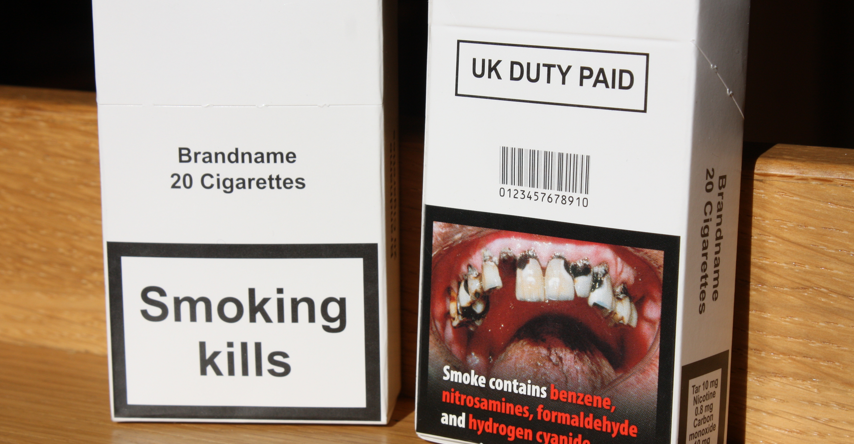 Brandname
20 Cigarettes
Smoking
kills
UK DUTY PAID
0123457678910
Smoke contains benzene,
nitrosamines, formaldehyde
and hydrogen cyanide
Brandname
20 Cigarettes
Tar 10 mg
Nicotine
0.8 mg
Carbon
monoxide